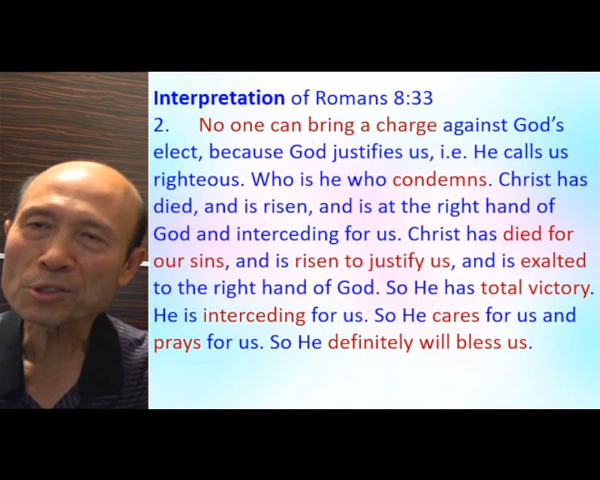 Interpretation of Romans 8:33
2. No one can bring a charge against God's
elect, because God justifies us, i.e. He calls us
righteous. Who is he who condemns. Christ has
died, and is risen, and is at the right hand of
God and interceding for us. Christ has died for
our sins, and is risen to justify us, and is exalted
to the right hand of God. So He has total victory.
He is interceding for us. So He cares for us and
prays for us. So He definitely will bless us.